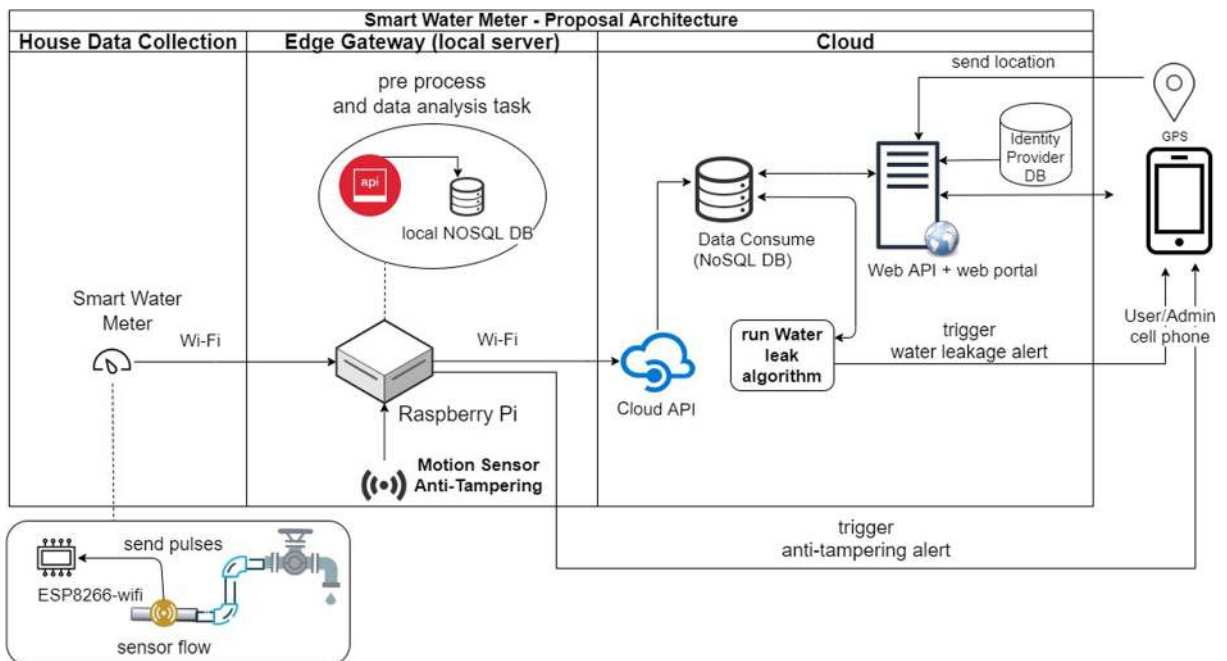 Smart Water Meter - Proposal Architecture
House Data Collection
Edge Gateway (local server)
Cloud
pre process
and data analysis task
api
local NOSQL DB
Smart Water
Meter
Wi-Fi
Raspberry Pi
Motion Sensor
Anti-Tampering
Wi-Fi
Cloud API
Data Consume
(NoSQL DB)
run Water
leak
algorithm
send location
Identity
Provider
DB
Web API + web portal
GPS
User/Admin
cell phone
trigger
water leakage alert
trigger
anti-tampering alert
send pulses
ESP8266-wifi
sensor flow